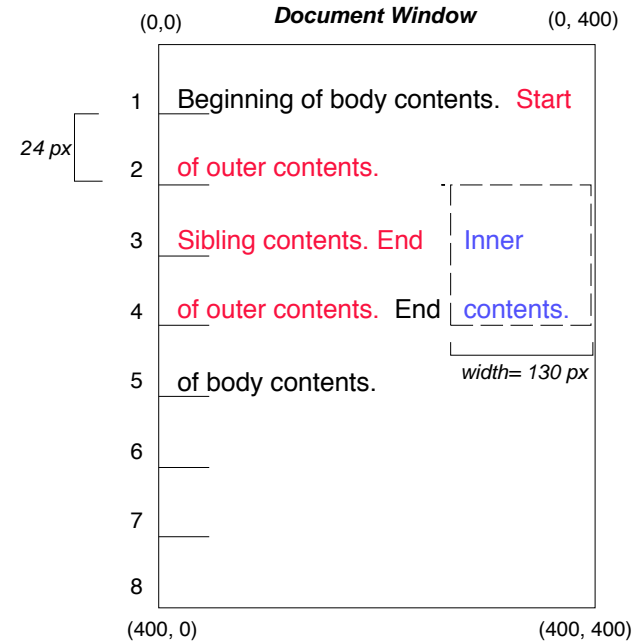 Document Window
(0,0) (0, 400)
1 Beginning of body contents. Start
24 px
2 of outer contents.
3 Sibling contents. End Inner
4 of outer contents. End contents.
width= 130 px
5 of body contents.
6
7
8
(400, 0) (400, 400)